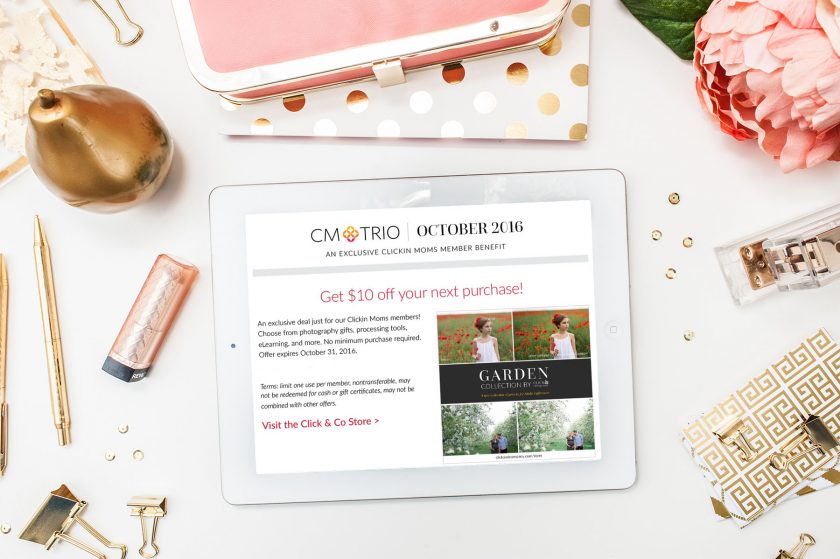 CM TRIO | OCTOBER 2016
AN EXCLUSIVE CLICKIN MOMS MEMBER BENEFIT
Get $10 off your next purchase!
An exclusive deal just for our Clickin Moms members!
Choose from photography gifts, processing tools,
eLearning, and more. No minimum purchase required.
Offer expires October 31, 2016.
Terms: limit one use per member, nontransferable, may
not be redeemed for cash or gift certificates, may not be
combined with other offers.
Visit the Click & Co Store >
GARDEN
COLLECTION BY
clickinmoms.com/store
REVL